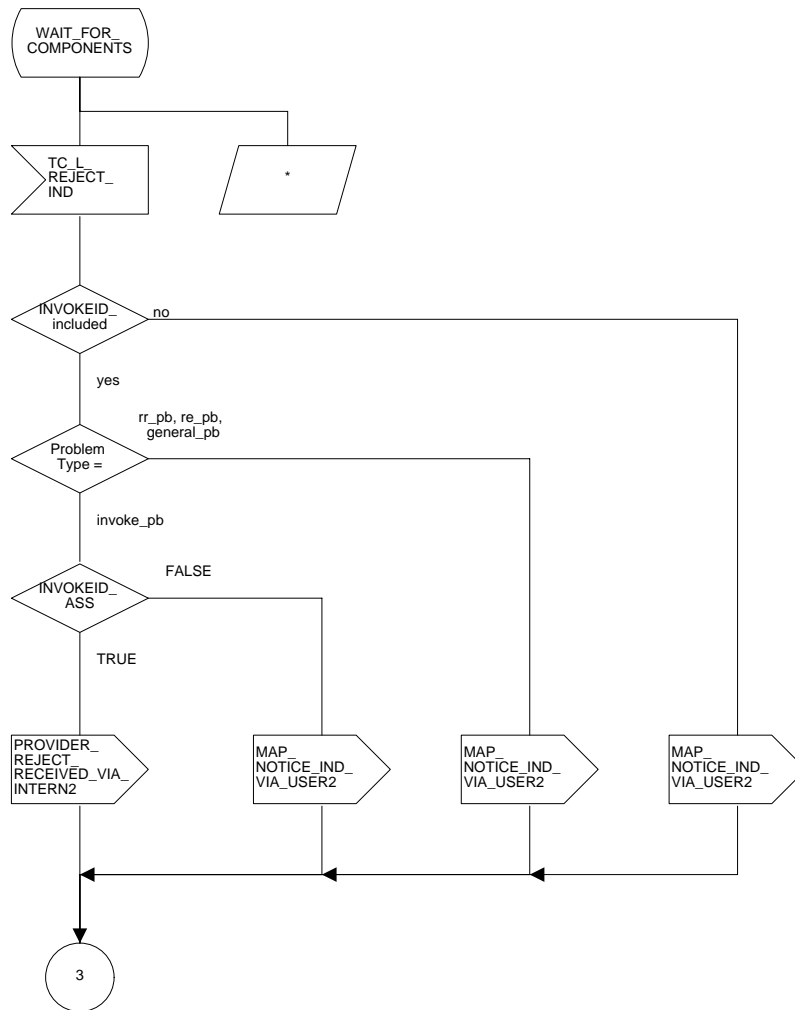 WAIT_FOR_
COMPONENTS
TC_L_
REJECT_
IND
*
INVOKEID_
included
no
yes
rr_pb, re_pb,
general_pb
Problem
Type =
invoke_pb
INVOKEID_
ASS
FALSE
TRUE
PROVIDER_
REJECT_
RECEIVED_VIA_
INTERN2
MAP_
NOTICE_IND_
VIA_USER2
MAP_
NOTICE_IND_
VIA_USER2
MAP_
NOTICE_IND_
VIA_USER2
3